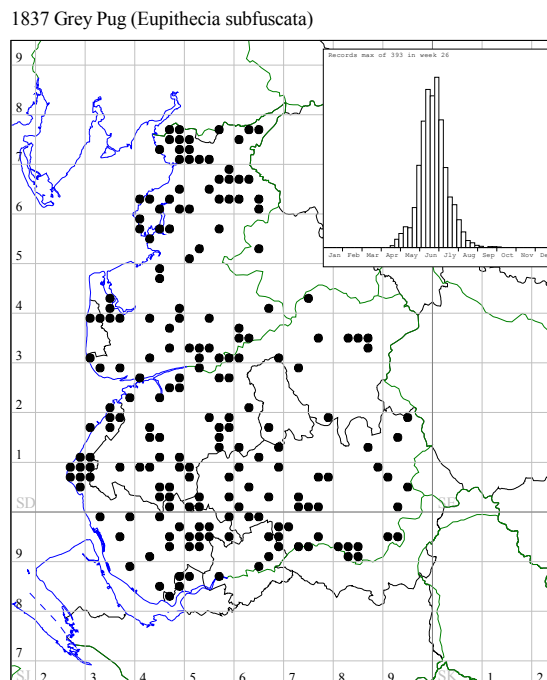 1837 Grey Pug (Eupithecia subfuscata)
Records max of 393 in week 26
Jan Feb Mar Apr May Jun Jly Aug Sep Oct Nov De
9
8
7
6
5
4
3
2
1
SD SE
9
8
7
SJ 2 3 4 5 6 7 8 9 SK 1 2